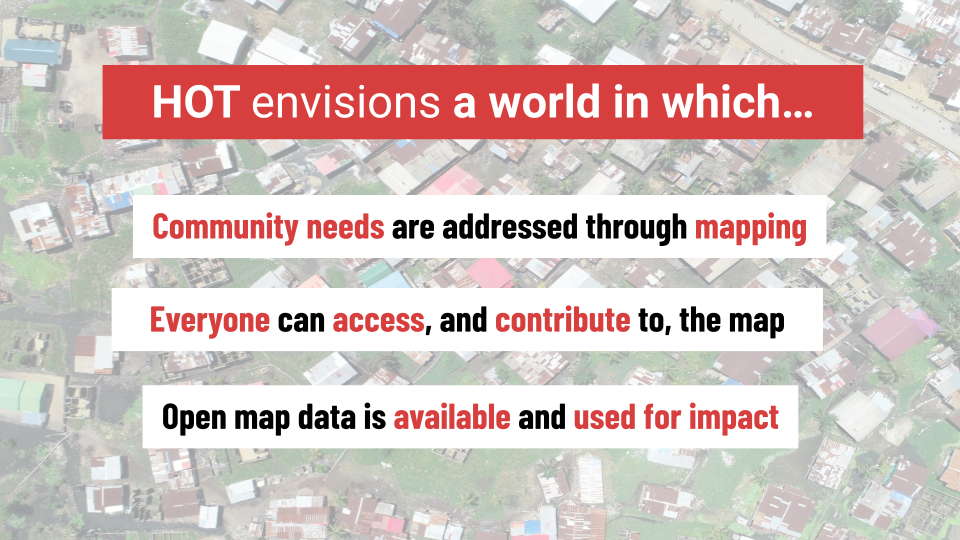 HOT envisions a world in which...
Community needs are addressed through mapping
Everyone can access, and contribute to, the map
Open map data is available and used for impact